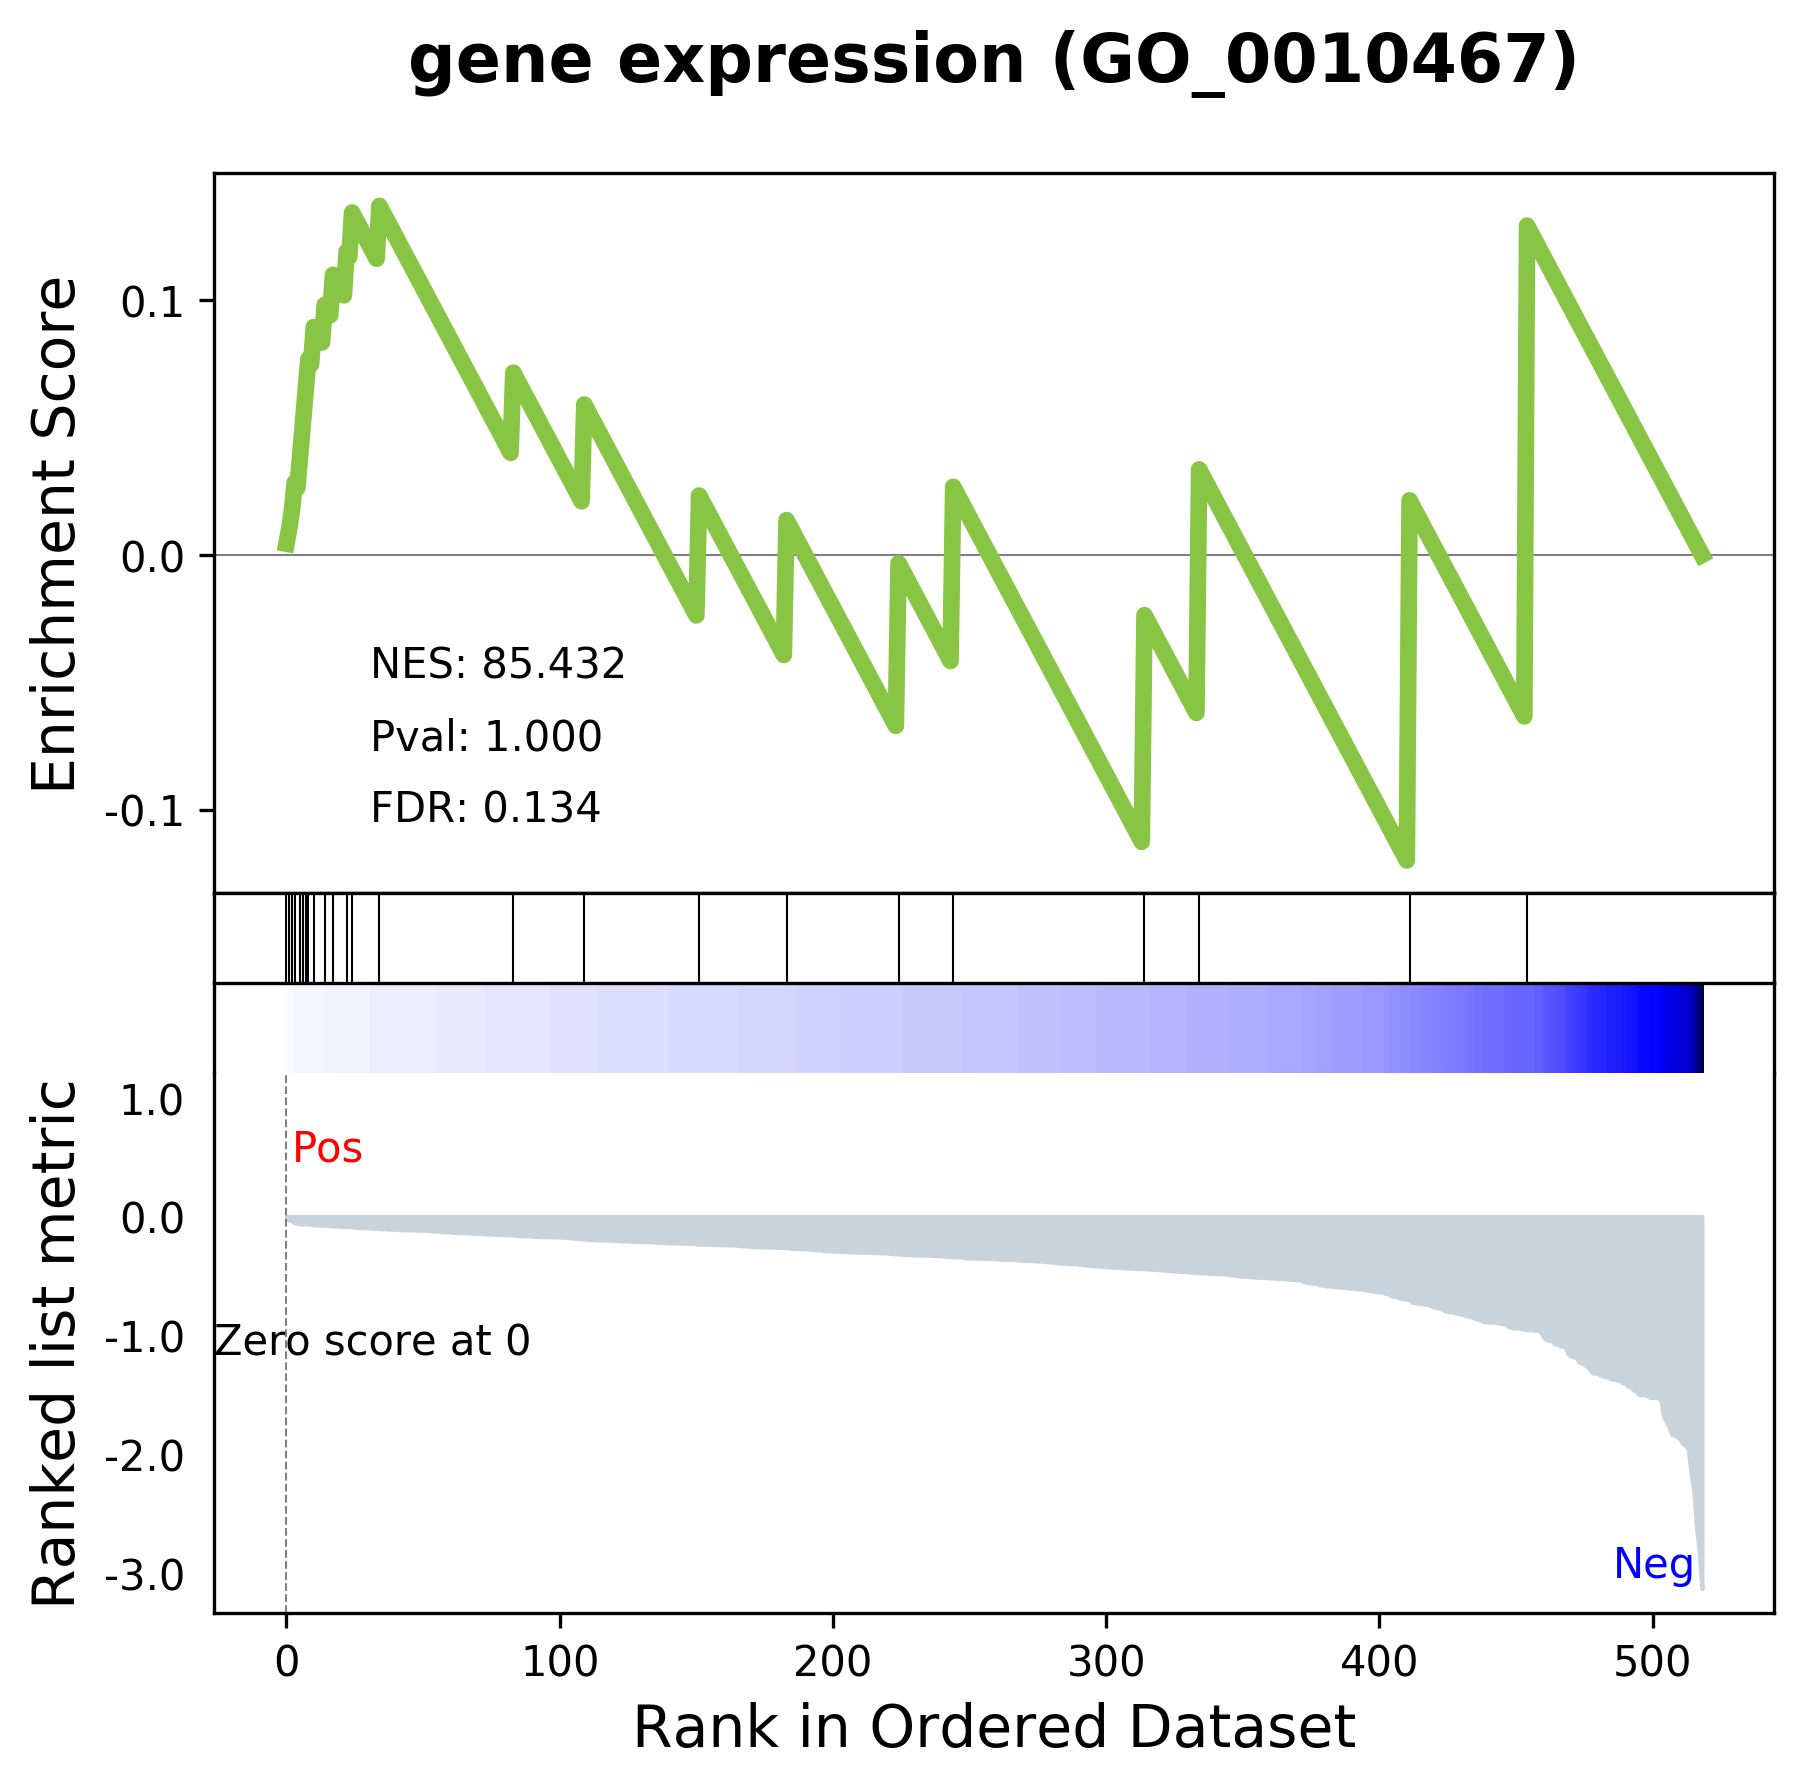 gene expression (GO_0010467)
Enrichment Score
0.1
0.0
-0.1
NES: 85.432
Pval: 1.000
FDR: 0.134
Ranked list metric
1.0
0.0
-1.0
-2.0
-3.0
Pos
Zero score at 0
Neg
0 100 200 300 400 500
Rank in Ordered Dataset